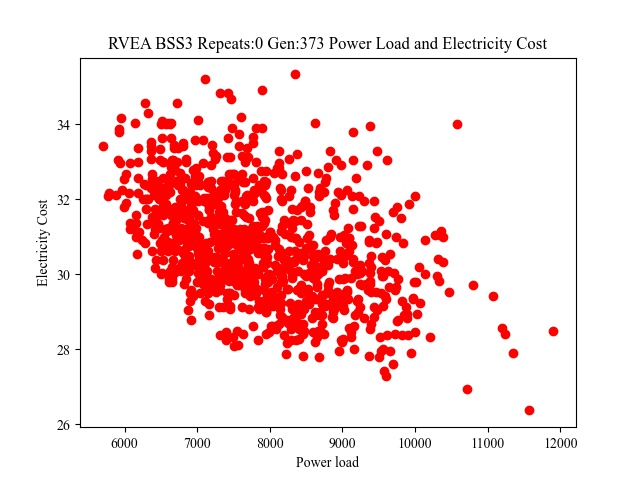 RVEA BSS3 Repeats:0 Gen:373 Power Load and Electricity Cost
34
32
30
28
26
Electricity Cost
6000 7000 8000 9000 10000 11000 12000
Power load